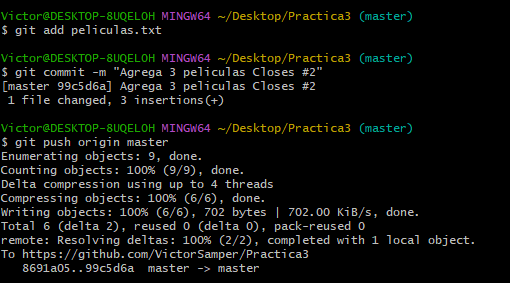 Victor@DESKTOP-8UQELOH MINGW64 ~/Desktop/Practica3 (master)
$ git add peliculas.txt
Victor@DESKTOP-8UQELOH MINGW64 ~/Desktop/Practica3 (master)
$ git commit -m "Agrega 3 peliculas Closes #2"
[master 99c5d6a] Agrega 3 peliculas Closes #2
 1 file changed, 3 insertions(+)
Victor@DESKTOP-8UQELOH MINGW64 ~/Desktop/Practica3 (master)
$ git push origin master
Enumerating objects: 9, done.
Counting objects: 100% (9/9), done.
Delta compression using up to 4 threads
Compressing objects: 100% (6/6), done.
Writing objects: 100% (6/6), 702 bytes | 702.00 KiB/s, done.
Total 6 (delta 2), reused 0 (delta 0), pack-reused 0
remote: Resolving deltas: 100% (2/2), completed with 1 local object.
To https://github.com/VictorSamper/Practica3
   8691a05..99c5d6a  master -> master